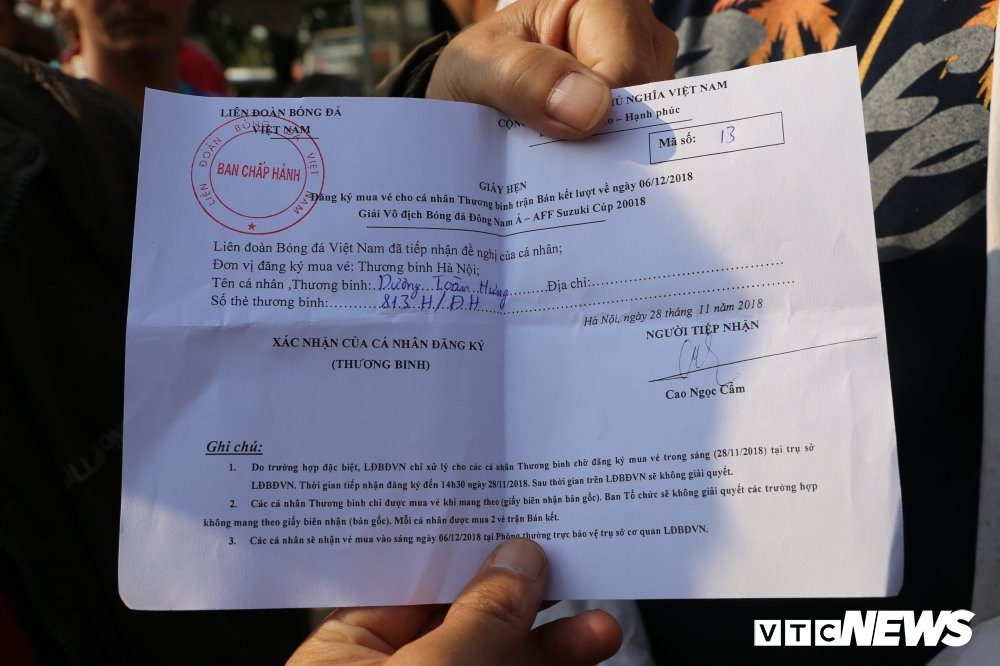 LIÊN ĐOÀN BÓNG ĐÁ
VIỆT NAM
LIÊN ĐOÀN BÓNG ĐÁ VIỆT NAM
BAN CHẤP HÀNH
CỘNG HỦ NGHĨA VIỆT NAM
o – Hạnh phúc
Mã số: 13
GIẤY HẸN
Đăng ký mua vé cho cá nhân Thương binh trận Bán kết lượt về ngày 06/12/2018
Giải Vô địch Bóng đá Đông Nam Á – AFF Suzuki Cúp 20018
Liên đoàn Bóng đá Việt Nam đã tiếp nhận đề nghị của cá nhân;
Đơn vị đăng ký mua vé: Thương binh Hà Nội;
Tên cá nhân ,Thương binh: Dương Toàn Hùng Địa chỉ:
Số thẻ thương binh: 813 H/ĐH
Hà Nội, ngày 28 tháng 11 năm 2018
XÁC NHẬN CỦA CÁ NHÂN ĐĂNG KÝ
(THƯƠNG BINH)
NGƯỜI TIẾP NHẬN
Cao Ngọc Cẩm
Ghi chú:
1. Do trường hợp đặc biệt, LĐBĐVN chỉ xử lý cho các cá nhân Thương binh chờ đăng ký mua vé trong sáng (28/11/2018) tại trụ sở
LĐBĐVN. Thời gian tiếp nhận đăng ký đến 14h30 ngày 28/11/2018. Sau thời gian trên LĐBĐVN sẽ không giải quyết.
2. Các cá nhân Thương binh chỉ được mua vé khi mang theo (giấy biên nhận bản gốc). Ban Tổ chức sẽ không giải quyết các trường hợp
không mang theo giấy biên nhận (bản gốc). Mỗi cá nhân được mua 2 vé trận Bán kết.
3. Các cá nhân sẽ nhận vé mua vào sáng ngày 06/12/2018 tại Phòng thường trực bảo vệ trụ sở cơ quan LĐBĐVN.
VTC NEWS